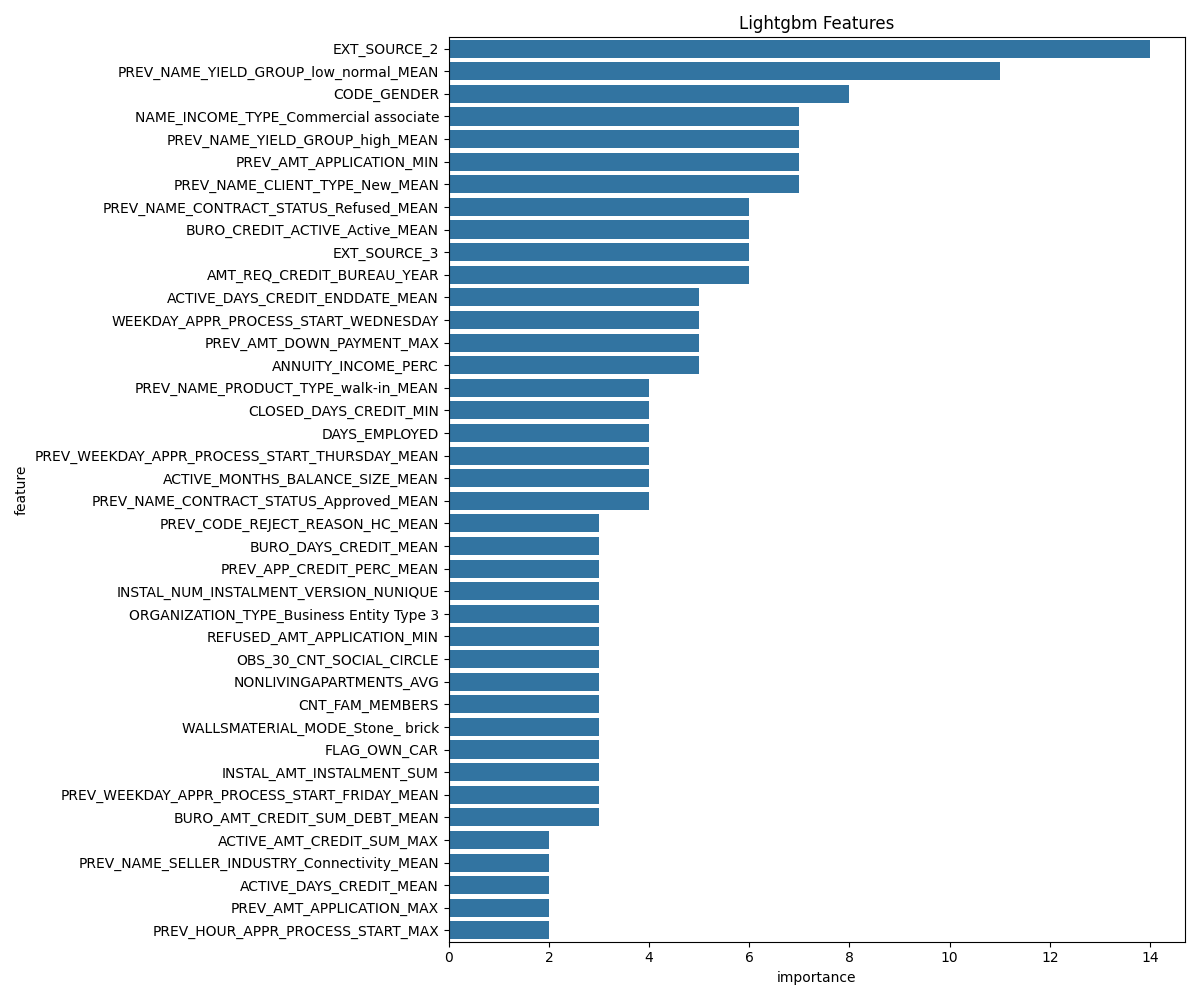 Lightgbm Features
EXT_SOURCE_2
PREV_NAME_YIELD_GROUP_low_normal_MEAN
CODE_GENDER
NAME_INCOME_TYPE_Commercial associate
PREV_NAME_YIELD_GROUP_high_MEAN
PREV_AMT_APPLICATION_MIN
PREV_NAME_CLIENT_TYPE_New_MEAN
PREV_NAME_CONTRACT_STATUS_Refused_MEAN
BURO_CREDIT_ACTIVE_Active_MEAN
EXT_SOURCE_3
AMT_REQ_CREDIT_BUREAU_YEAR
ACTIVE_DAYS_CREDIT_ENDDATE_MEAN
WEEKDAY_APPR_PROCESS_START_WEDNESDAY
PREV_AMT_DOWN_PAYMENT_MAX
ANNUITY_INCOME_PERC
PREV_NAME_PRODUCT_TYPE_walk-in_MEAN
CLOSED_DAYS_CREDIT_MIN
DAYS_EMPLOYED
PREV_WEEKDAY_APPR_PROCESS_START_THURSDAY_MEAN
ACTIVE_MONTHS_BALANCE_SIZE_MEAN
PREV_NAME_CONTRACT_STATUS_Approved_MEAN
PREV_CODE_REJECT_REASON_HC_MEAN
BURO_DAYS_CREDIT_MEAN
PREV_APP_CREDIT_PERC_MEAN
INSTAL_NUM_INSTALMENT_VERSION_NUNIQUE
ORGANIZATION_TYPE_Business Entity Type 3
REFUSED_AMT_APPLICATION_MIN
OBS_30_CNT_SOCIAL_CIRCLE
NONLIVINGAPARTMENTS_AVG
CNT_FAM_MEMBERS
WALLSMATERIAL_MODE_Stone_ brick
FLAG_OWN_CAR
INSTAL_AMT_INSTALMENT_SUM
PREV_WEEKDAY_APPR_PROCESS_START_FRIDAY_MEAN
BURO_AMT_CREDIT_SUM_DEBT_MEAN
ACTIVE_AMT_CREDIT_SUM_MAX
PREV_NAME_SELLER_INDUSTRY_Connectivity_MEAN
ACTIVE_DAYS_CREDIT_MEAN
PREV_AMT_APPLICATION_MAX
PREV_HOUR_APPR_PROCESS_START_MAX
feature
0 2 4 6 8 10 12 14
importance